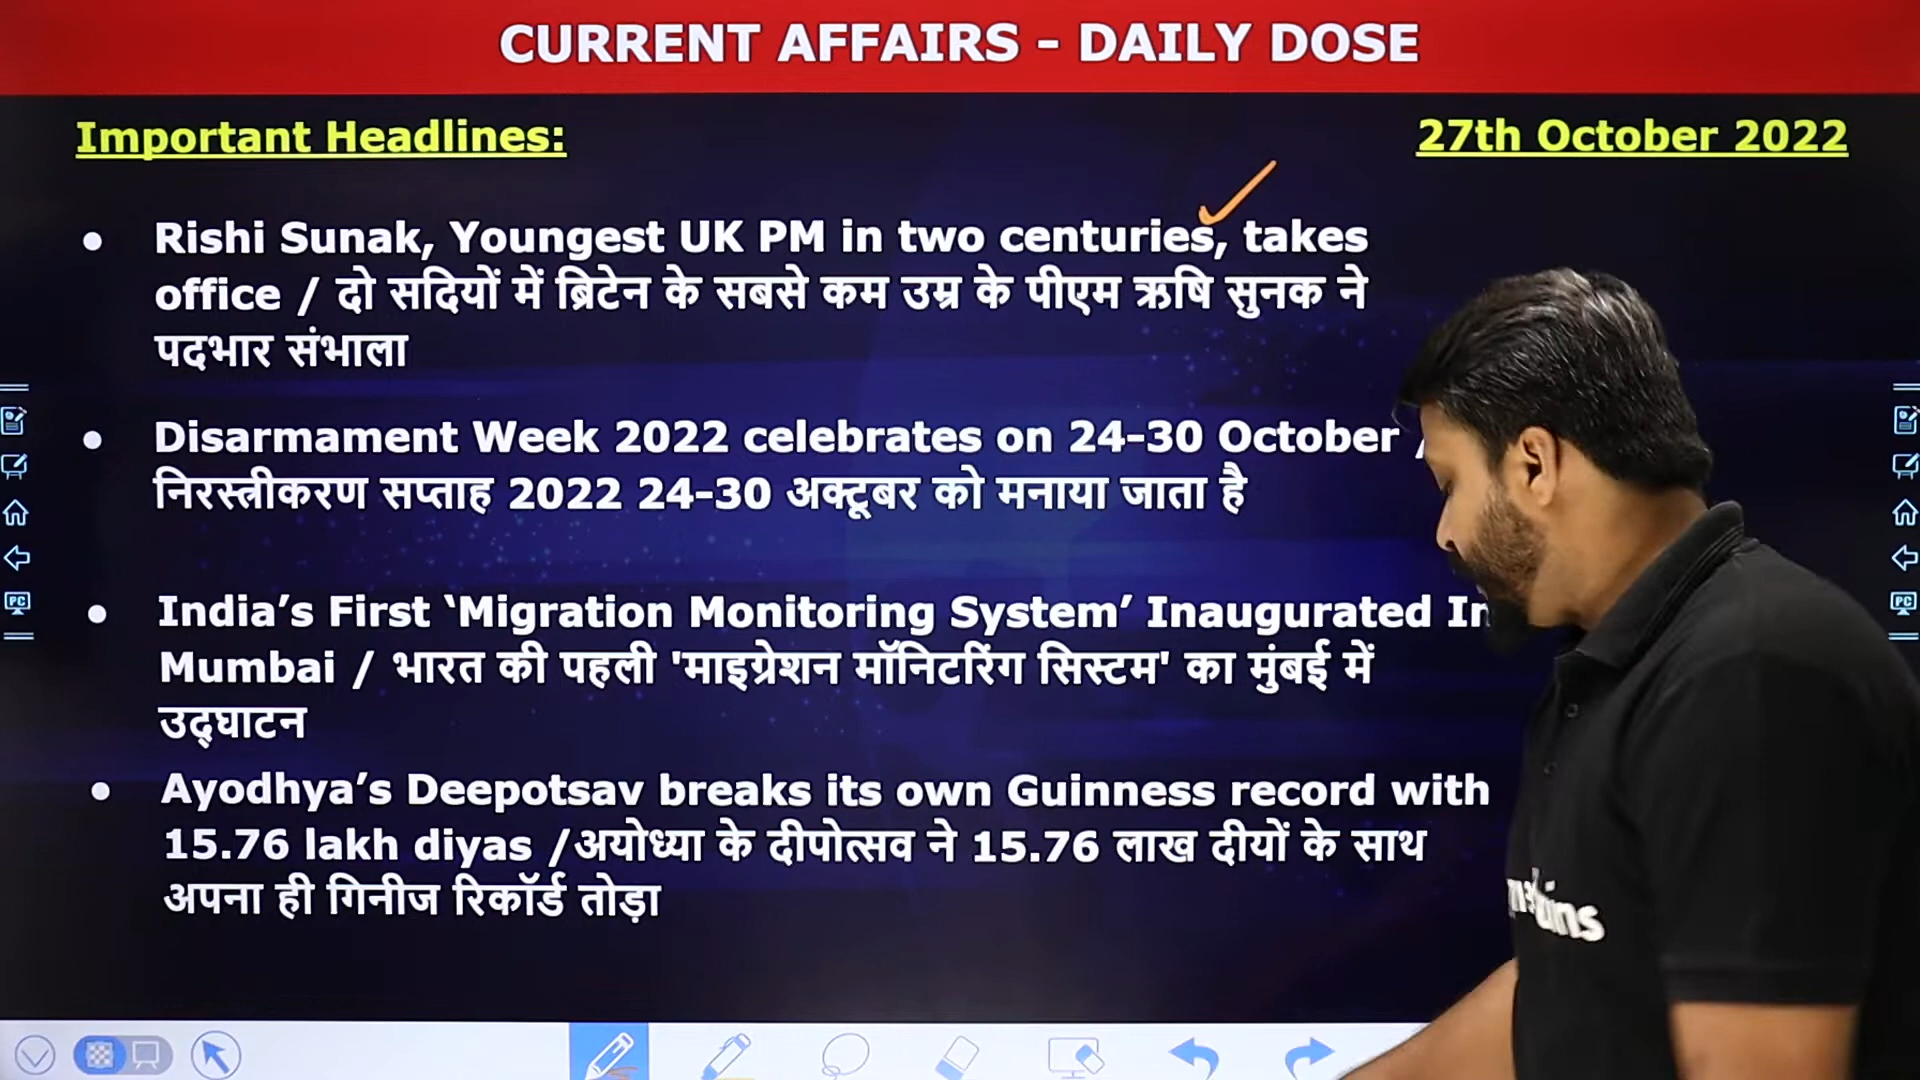 CURRENT AFFAIRS - DAILY DOSE
Important Headlines:
27th October 2022
Rishi Sunak, Youngest UK PM in two centuries, takes
office / दो सदियों में ब्रिटेन के सबसे कम उम्र के पीएम ऋषि सुनक ने
पदभार संभाला
Disarmament Week 2022 celebrates on 24-30 October /
निरस्त्रीकरण सप्ताह 2022 24-30 अक्टूबर को मनाया जाता है
India’s First ‘Migration Monitoring System’ Inaugurated In
Mumbai / भारत की पहली 'माइग्रेशन मॉनिटरिंग सिस्टम' का मुंबई में
उद्घाटन
Ayodhya’s Deepotsav breaks its own Guinness record with
15.76 lakh diyas /अयोध्या के दीपोत्सव ने 15.76 लाख दीयों के साथ
अपना ही गिनीज रिकॉर्ड तोड़ा
PC
PC